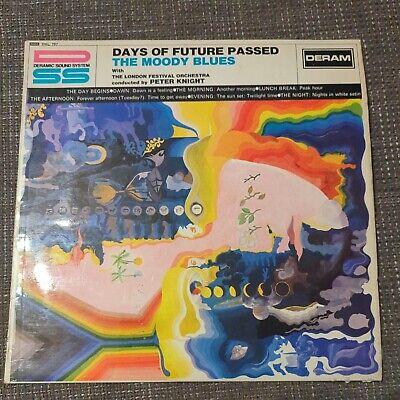 DERAMIC SOUND SYSTEM
DSS
DAYS OF FUTURE PASSED
THE MOODY BLUES
With
THE LONDON FESTIVAL ORCHESTRA
conducted by PETER KNIGHT
DERAM
THE DAY BEGINS●DAWN: Dawn is a feeling●THE MORNING: Another morning●LUNCH BREAK: Peak hour
THE AFTERNOON: Forever afternoon (Tuesday?): Time to get away●EVENING: The sun set: Twilight time●THE NIGHT: Nights in white satin